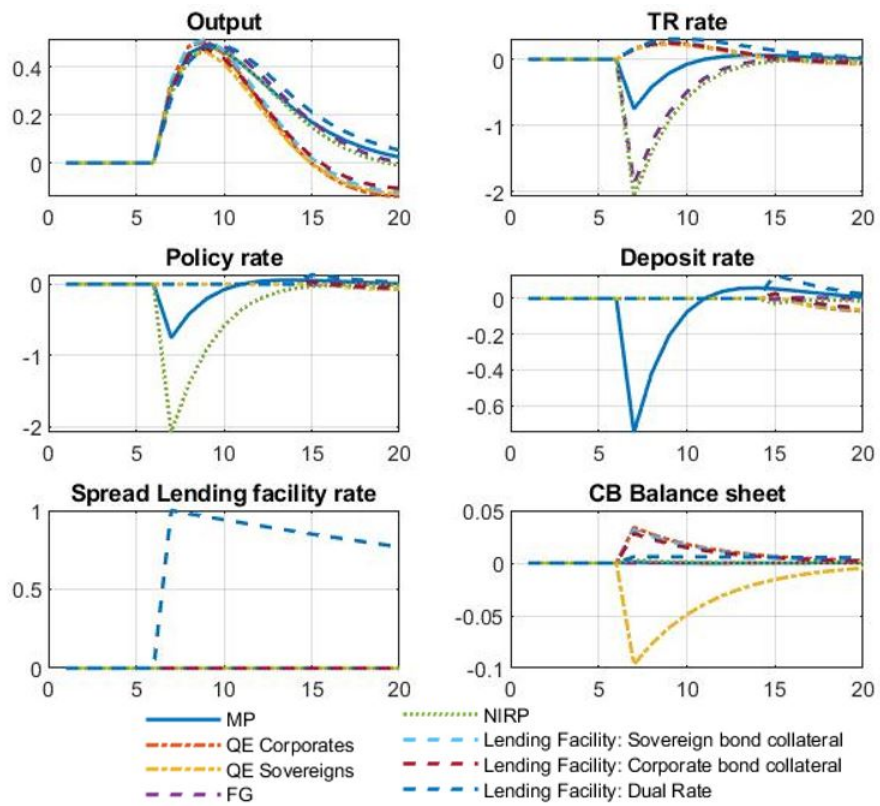 Output
TR rate
0.4
0.2
0
0
-1
-2
0 5 10 15 20
0 5 10 15 20
Policy rate
Deposit rate
0
-1
-2
0
-0.2
-0.4
-0.6
0 5 10 15 20
0 5 10 15 20
Spread Lending facility rate
CB Balance sheet
1
0.5
0
0.05
0
-0.05
-0.1
0 5 10 15 20
0 5 10 15 20
MP
QE Corporates
QE Sovereigns
FG
NIRP
Lending Facility: Sovereign bond collateral
Lending Facility: Corporate bond collateral
Lending Facility: Dual Rate